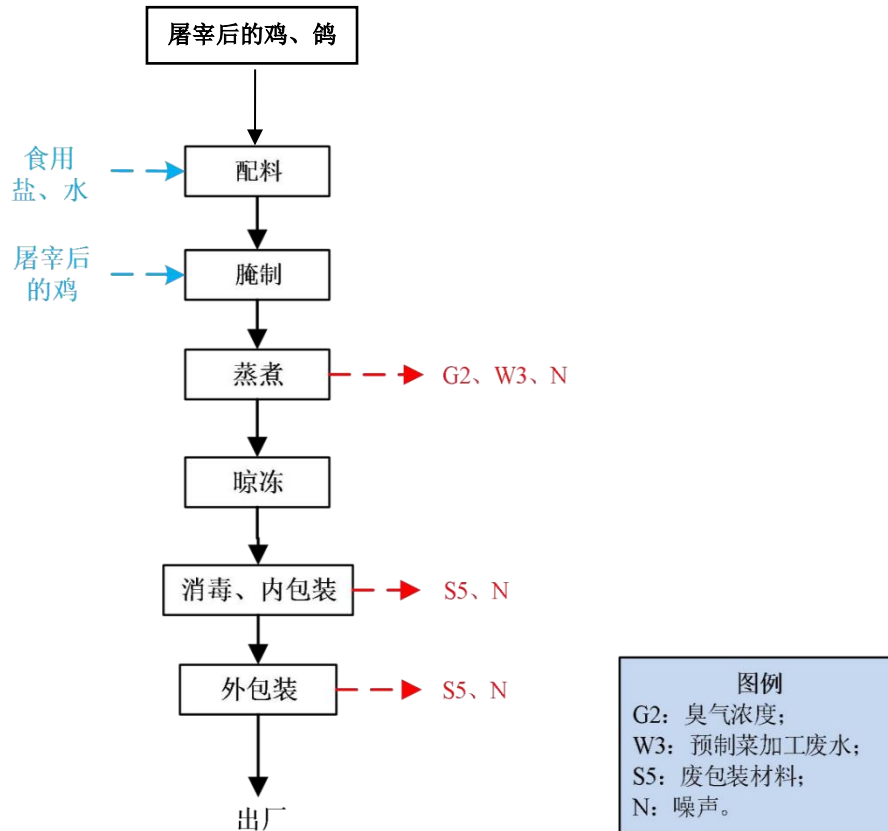 屠宰后的鸡、鸽
食用
盐、水
配料
屠宰后
的鸡
腌制
蒸煮
G2、W3、N
晾冻
消毒、内包装
S5、N
外包装
S5、N
出厂
图例
G2：臭气浓度；
W3：预制菜加工废水；
S5：废包装材料；
N：噪声。